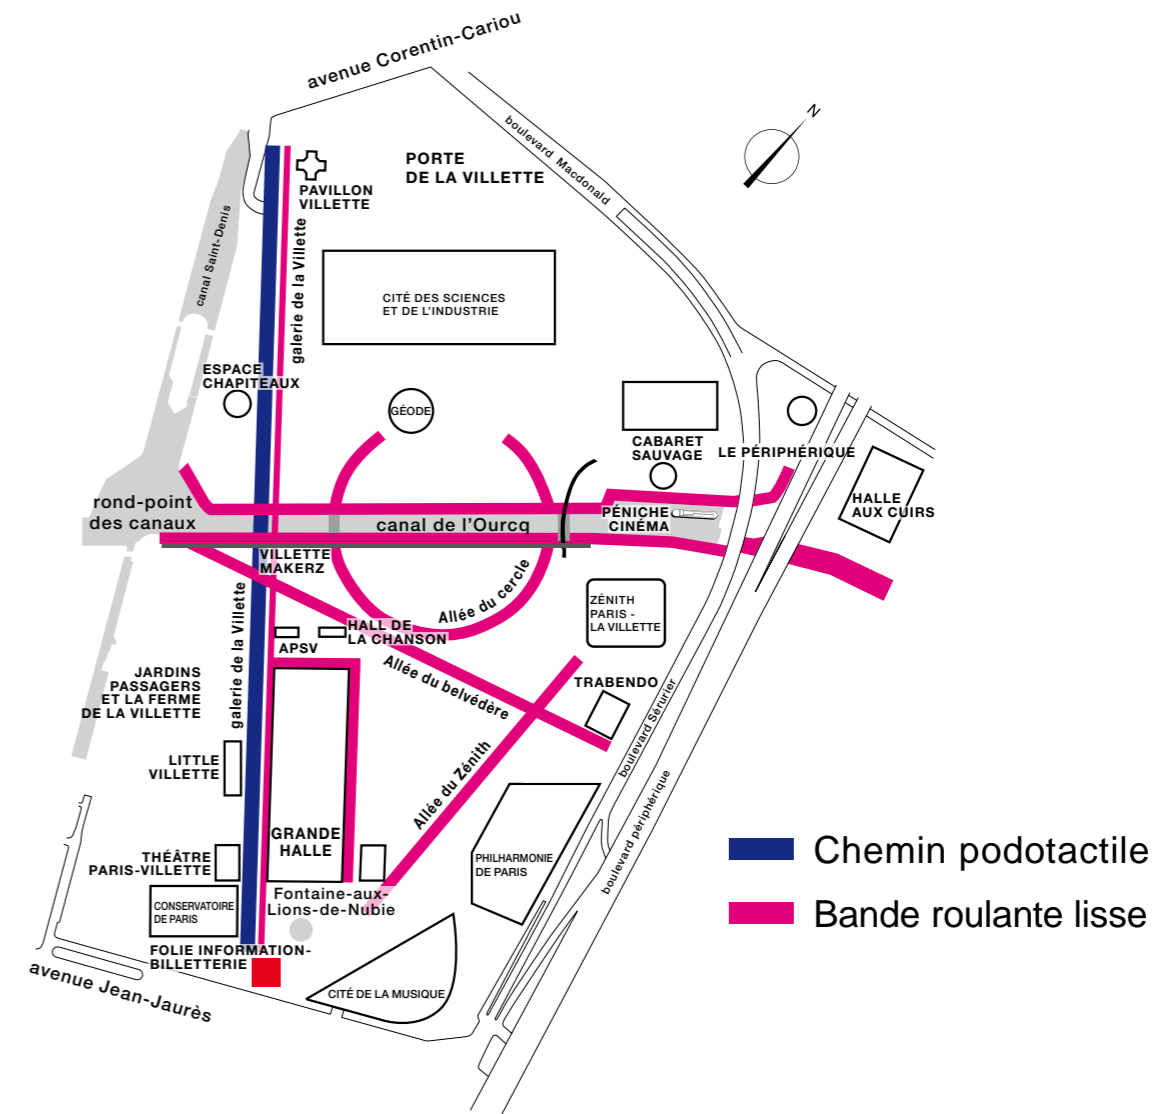 avenue Corentin-Cariou
N
boulevard Macdonald
PORTE
DE LA VILLETTE
PAVILLON
VILLETTE
canal Saint-Denis
galerie de la Villette
CITÉ DES SCIENCES
ET DE L'INDUSTRIE
ESPACE
CHAPITEAUX
GÉODE
CABARET
SAUVAGE
LE PÉRIPHÉRIQUE
HALLE
AUX CUIRS
rond-point
des canaux
canal de l'Ourcq
PÉNICHE
CINÉMA
VILLETTE
MAKERZ
Allée du cercle
ZÉNITH
PARIS -
LA VILLETTE
galerie de la Villette
HALL DE
LA CHANSON
APSV
Allée du belvédère
JARDINS
PASSAGERS
ET LA FERME
DE LA VILLETTE
TRABENDO
boulevard Sérurier
LITTLE
VILLETTE
Allée du Zénith
boulevard périphérique
GRANDE
HALLE
THÉÂTRE
PARIS-VILLETTE
PHILHARMONIE
DE PARIS
Chemin podotactile
Bande roulante lisse
Fontaine-aux-
Lions-de-Nubie
CONSERVATOIRE
DE PARIS
FOLIE INFORMATION-
BILLETTERIE
CITÉ DE LA MUSIQUE
avenue Jean-Jaurès